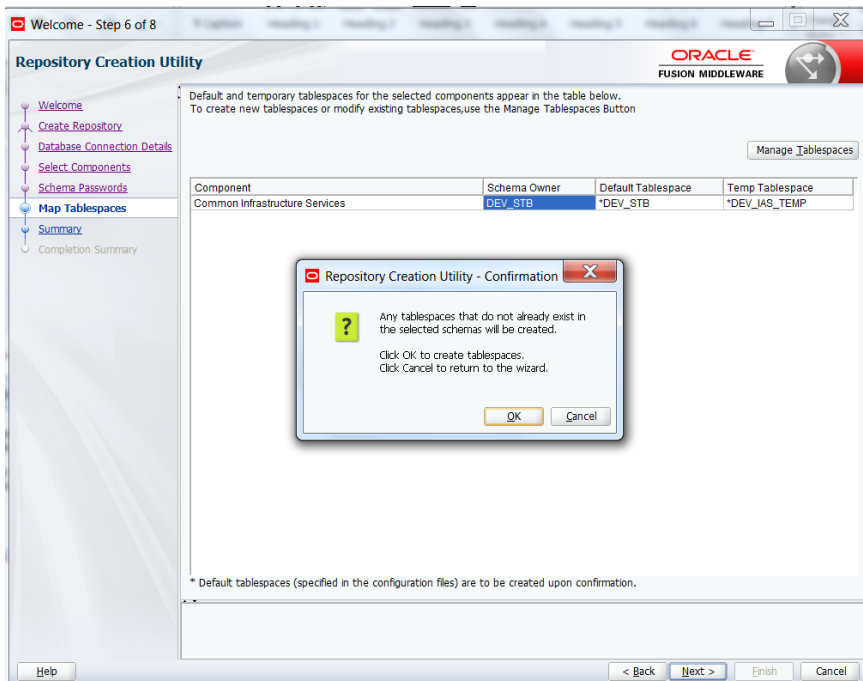 Welcome - Step 6 of 8
Repository Creation Utility
ORACLE
FUSION MIDDLEWARE
Welcome
Create Repository
Database Connection Details
Select Components
Schema Passwords
Map Tablespaces
Summary
Completion Summary
Default and temporary tablespaces for the selected components appear in the table below.
To create new tablespaces or modify existing tablespaces,use the Manage Tablespaces Button
Manage Tablespaces
Component Schema Owner Default Tablespace Temp Tablespace
Common Infrastructure Services DEV_STB *DEV_STB *DEV_IAS_TEMP
Repository Creation Utility - Confirmation
Any tablespaces that do not already exist in
the selected schemas will be created.
Click OK to create tablespaces.
Click Cancel to return to the wizard.
OK Cancel
* Default tablespaces (specified in the configuration files) are to be created upon confirmation.
Help < Back Next > Finish Cancel